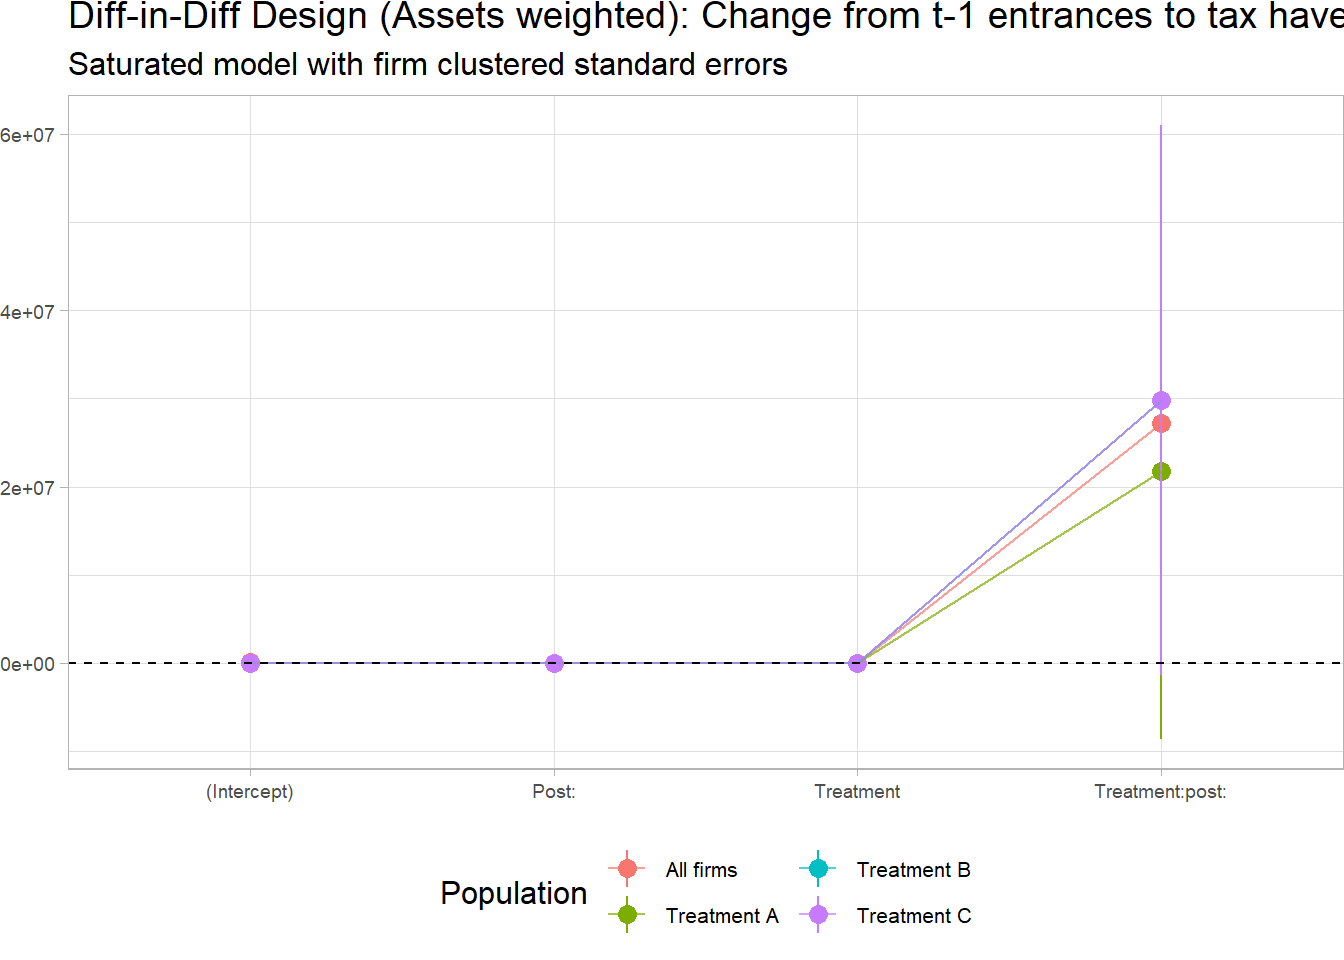 Diff-in-Diff Design (Assets weighted): Change from t-1 entrances to tax have
Saturated model with firm clustered standard errors
6e+07
4e+07
2e+07
0e+00
(Intercept) Post: Treatment Treatment:post:
Population
All firms Treatment B
Treatment A Treatment C